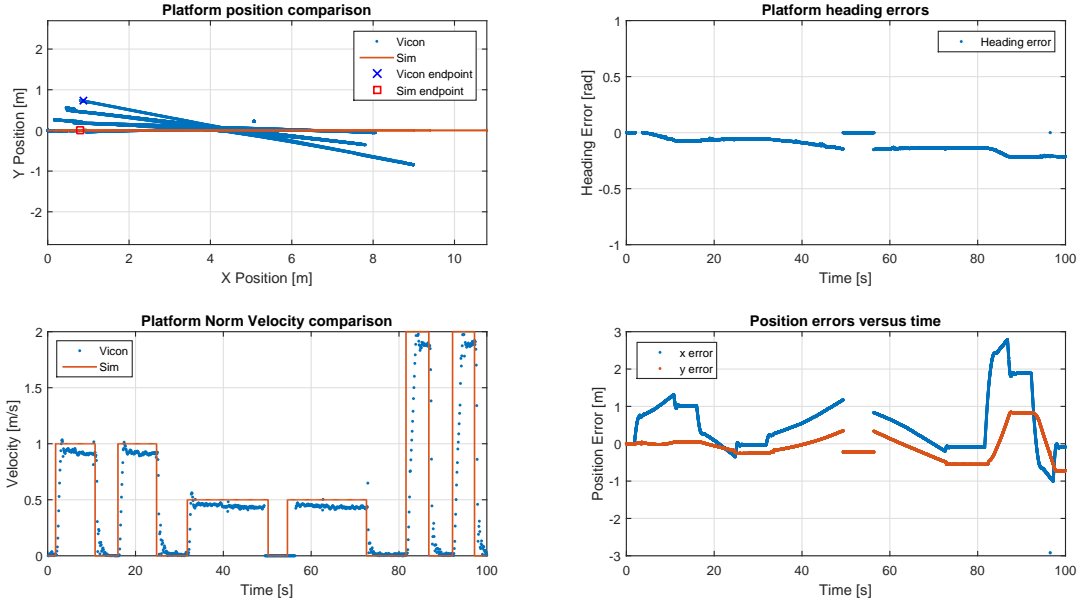 Platform position comparison
2
1
0
-1
-2
Y Position [m]
0
2
4
6
8
10
X Position [m]
Vicon
Sim
Vicon endpoint
Sim endpoint
Platform heading errors
1
0.5
0
-0.5
-1
Heading Error [rad]
0
20
40
60
80
100
Time [s]
Heading error
Platform Norm Velocity comparison
2
1.5
1
0.5
0
Velocity [m/s]
0
20
40
60
80
100
Time [s]
Vicon
Sim
Position errors versus time
3
2
1
0
-1
-2
-3
Position Error [m]
0
20
40
60
80
100
Time [s]
x error
y error